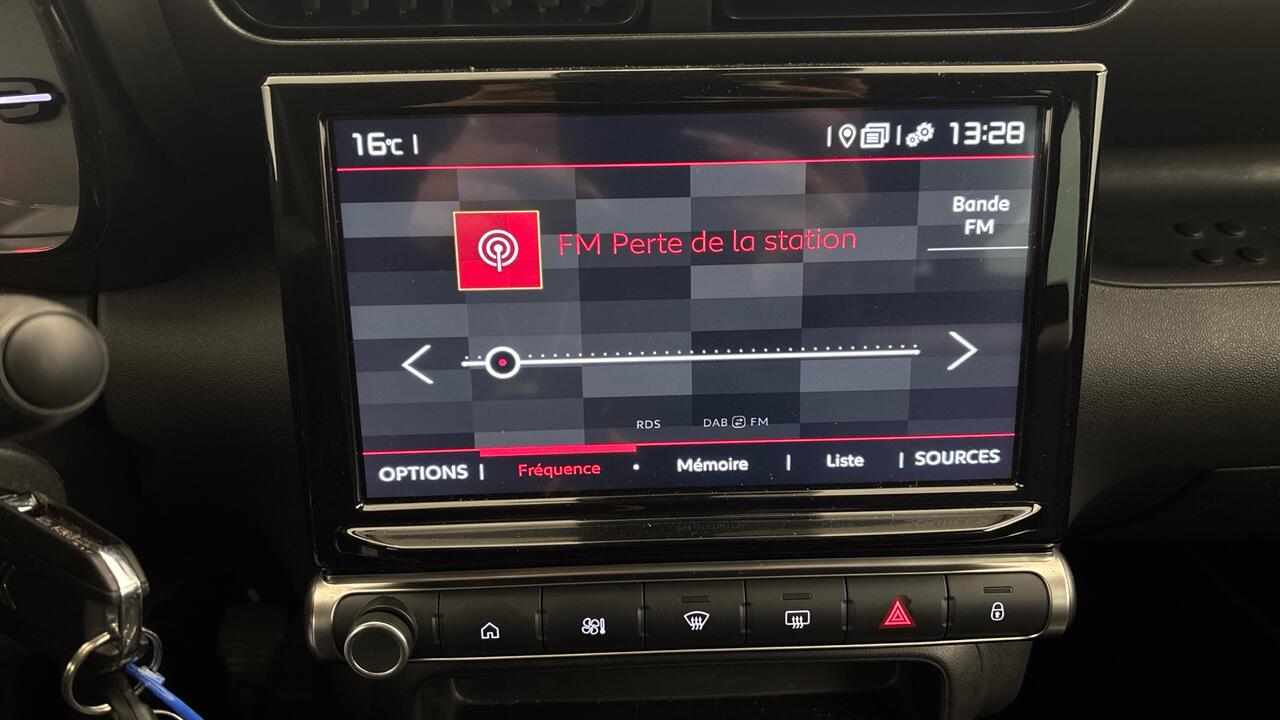 16°C
13:28
Bande
FM
FM Perte de la station
RDS
DAB FM
OPTIONS Fréquence Mémoire Liste SOURCES